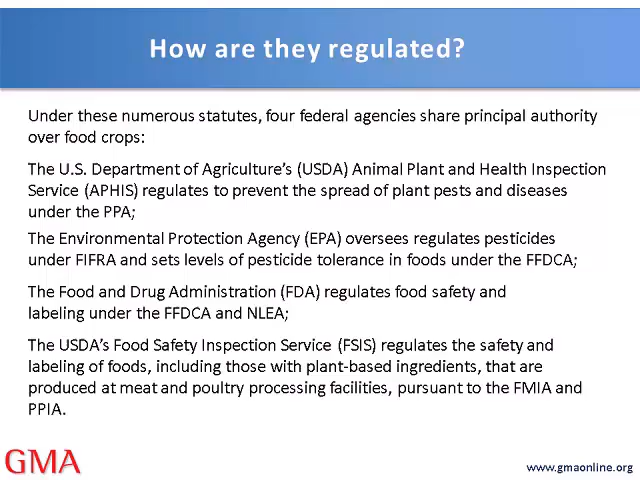 How are they regulated?
Under these numerous statutes, four federal agencies share principal authority
over food crops:
The U.S. Department of Agriculture's (USDA) Animal Plant and Health Inspection
Service (APHIS) regulates to prevent the spread of plant pests and diseases
under the PPA;
The Environmental Protection Agency (EPA) oversees regulates pesticides
under FIFRA and sets levels of pesticide tolerance in foods under the FFDCA;
The Food and Drug Administration (FDA) regulates food safety and
labeling under the FFDCA and NLEA;
The USDA's Food Safety Inspection Service (FSIS) regulates the safety and
labeling of foods, including those with plant-based ingredients, that are
produced at meat and poultry processing facilities, pursuant to the FMIA and
PPIA.
GMA
www.gmaonline.org